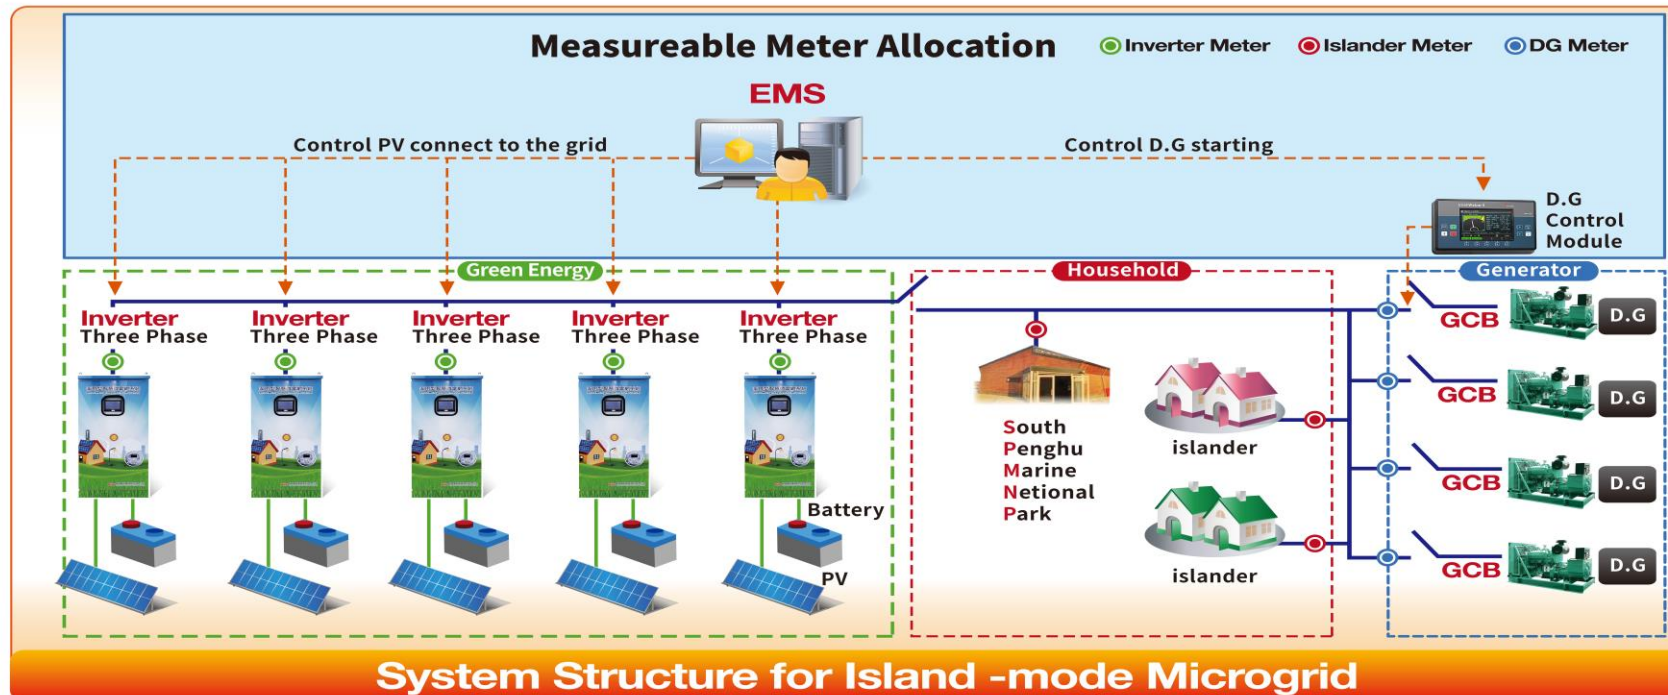 Measureable Meter Allocation
Inverter Meter
Islander Meter
DG Meter
EMS
Control PV connect to the grid
Control D.G starting
D.G
Control
Module
Green Energy
Household
Generator
Inverter
Three Phase
Inverter
Three Phase
Inverter
Three Phase
Inverter
Three Phase
Inverter
Three Phase
GCB
D.G
GCB
D.G
GCB
D.G
GCB
D.G
South
Penghu
Marine
Netional
Park
islander
islander
Battery
PV
System Structure for Island -mode Microgrid